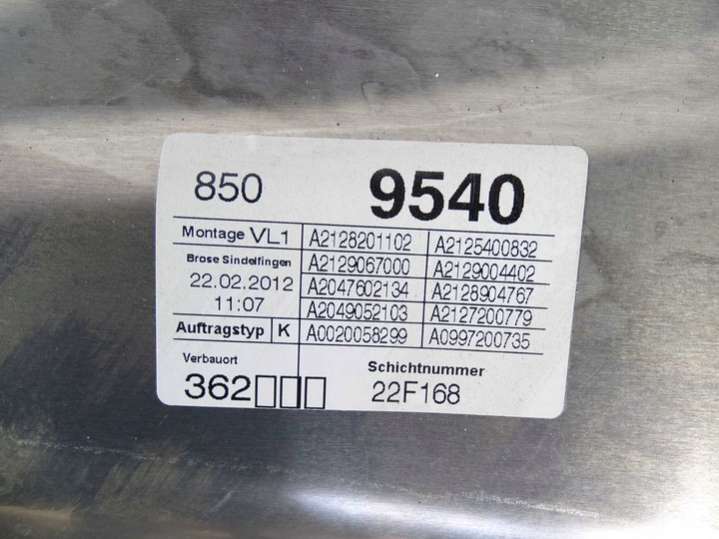 850 9540
Montage VL1 A2128201102 A2125400832
Brose Sindelfingen A2129067000 A2129004402
22.02.2012 A2047602134 A2128904767
11:07 A2049052103 A2127200779
Auftragstyp K A0020058299 A0997200735
Verbauort Schichtnummer
362□□□ 22F168